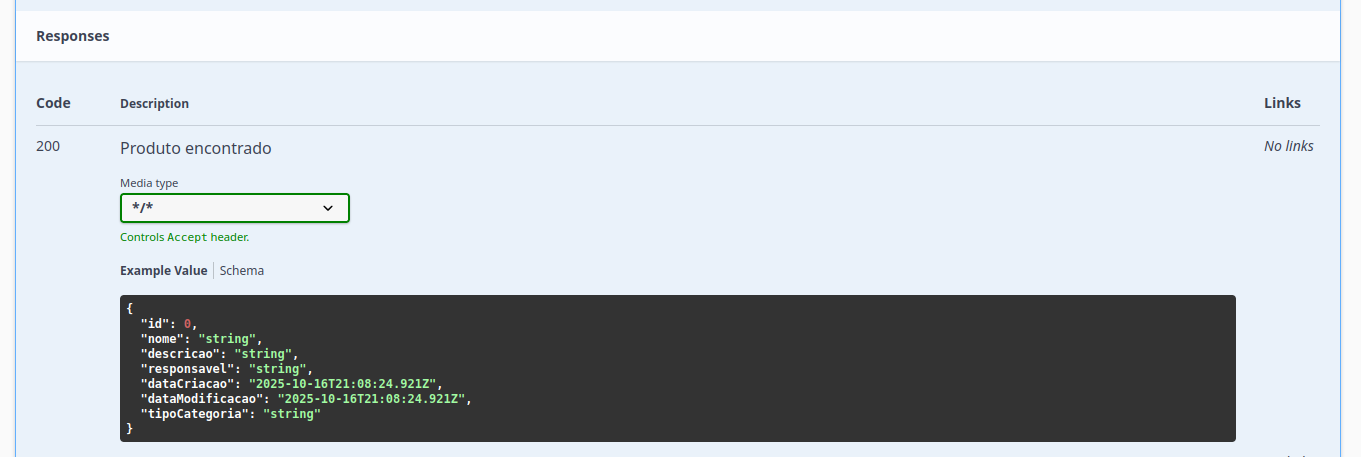 Responses
Code Description Links
200 Produto encontrado No links
Media type
*/*
Controls Accept header.
Example Value Schema
{
"id": 0,
"nome": "string",
"descricao": "string",
"responsavel": "string",
"dataCriacao": "2025-10-16T21:08:24.921Z",
"dataModificacao": "2025-10-16T21:08:24.921Z",
"tipoCategoria": "string"
}